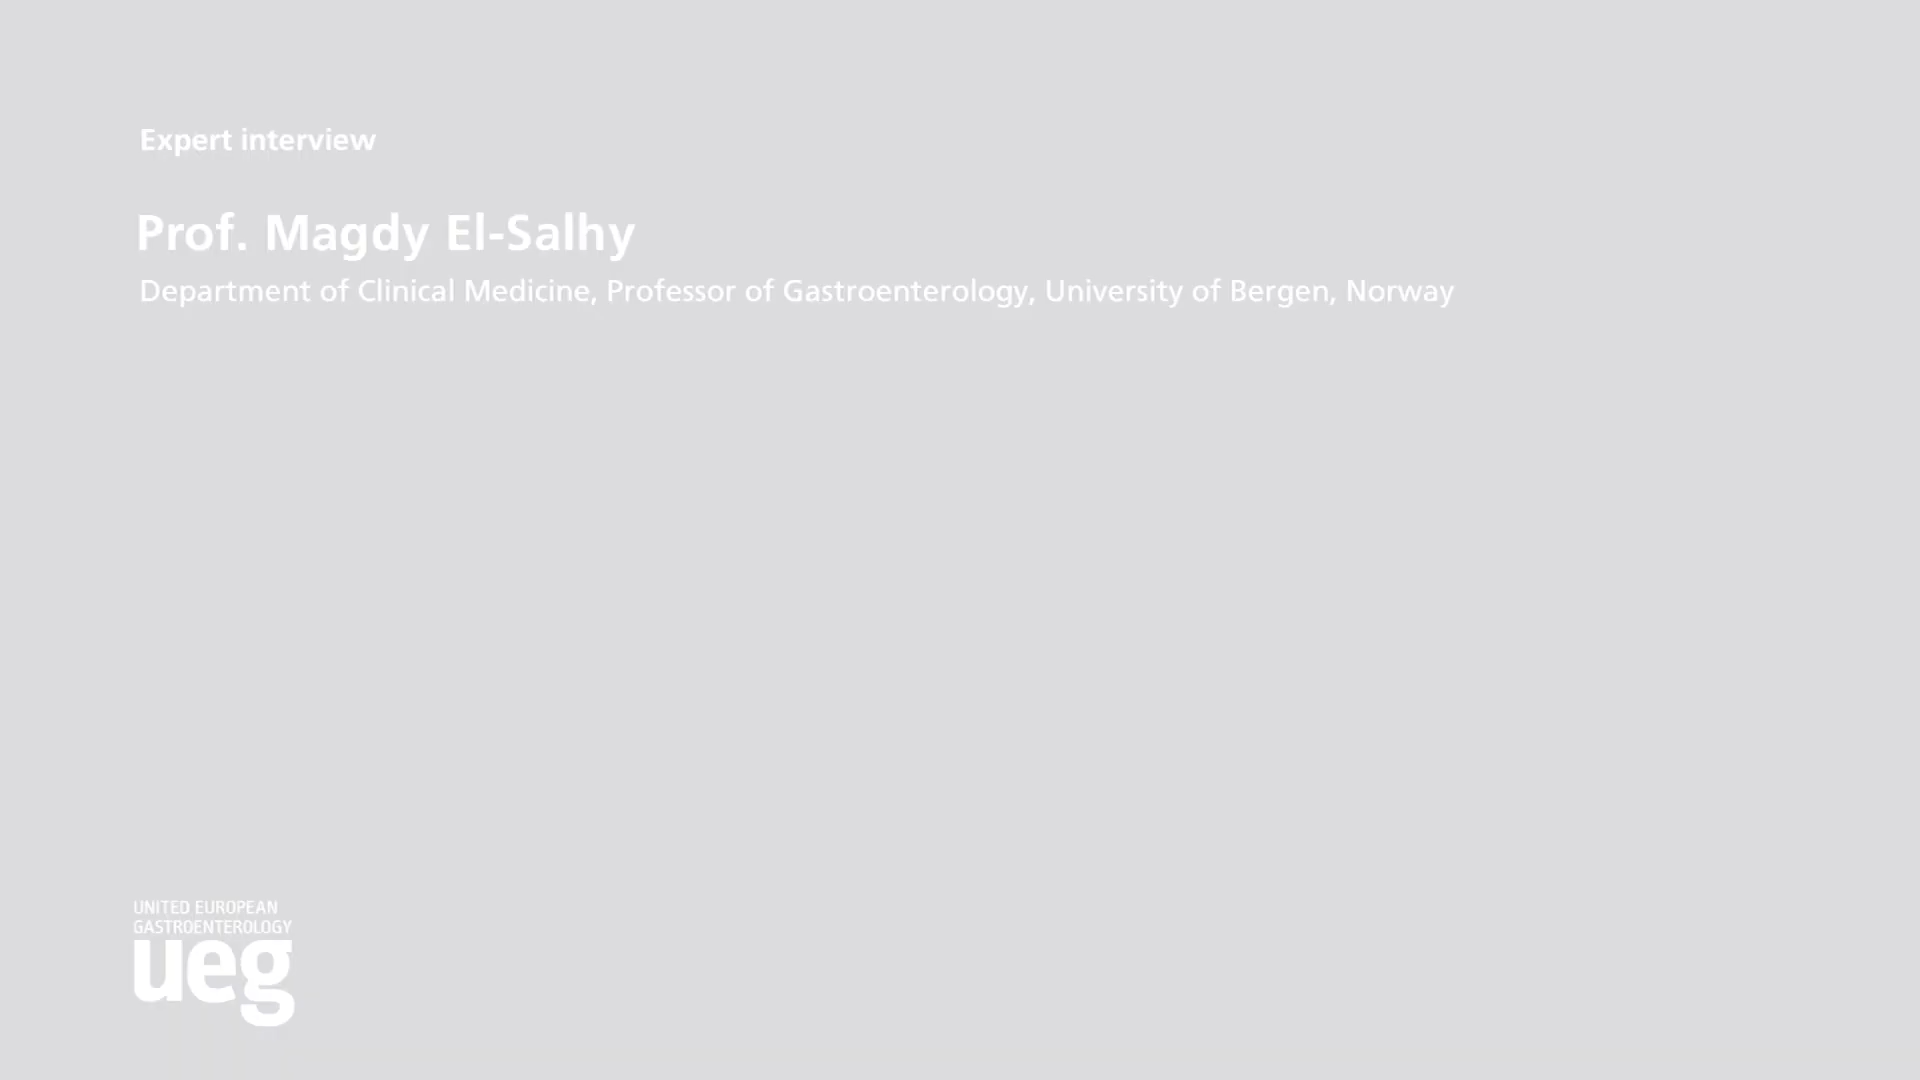 Expert interview
Prof. Magdy El-Salhy
Department of Clinical Medicine, Professor of Gastroenterology, University of Bergen, Norway
UNITED EUROPEAN
GASTROENTEROLOGY
ueg